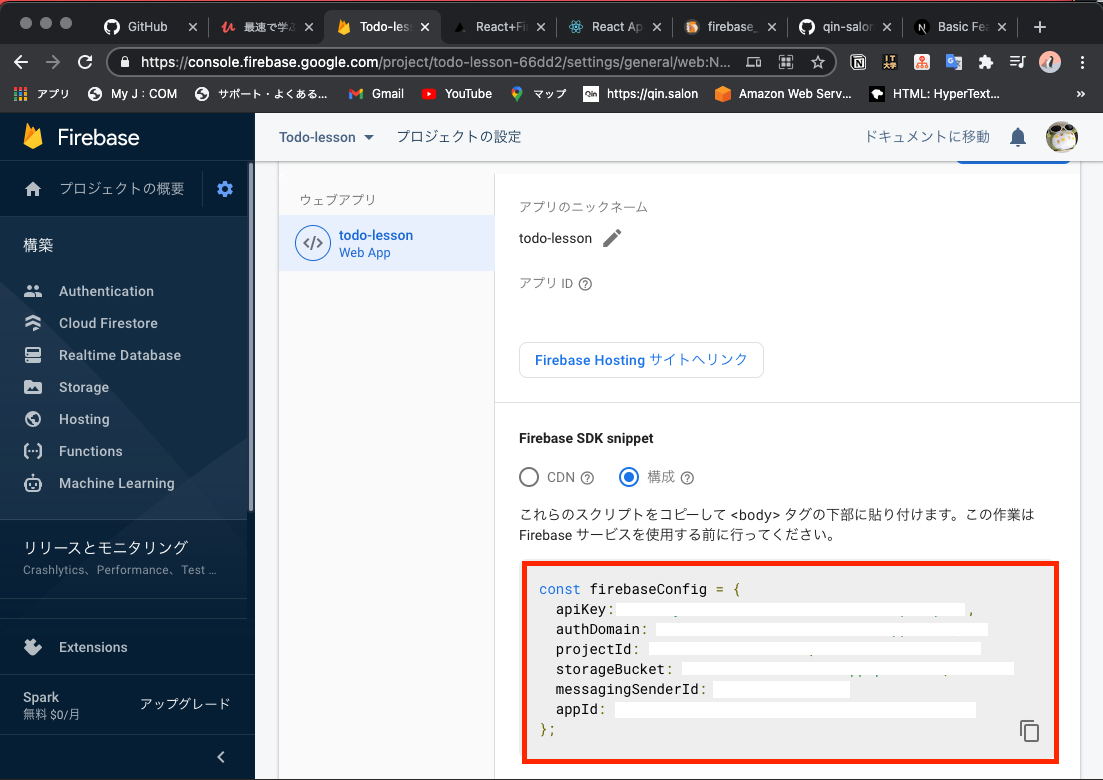 GitHub
最速で学ぶ
Todo-les
React+Fi
React Ap
firebase_
qin-salon
Basic Fea
https://console.firebase.google.com/project/todo-lesson-66dd2/settings/general/web:N...
アプリ
My J：COM
サポート・よくある...
Gmail
YouTube
マップ
https://qin.salon
Amazon Web Serv...
HTML: HyperText...
»
Firebase
Todo-lesson
プロジェクトの設定
ドキュメントに移動
プロジェクトの概要
構築
Authentication
Cloud Firestore
Realtime Database
Storage
Hosting
Functions
Machine Learning
リリースとモニタリング
Crashlytics、Performance、Test ...
Extensions
Spark
無料 $0/月
アップグレード
ウェブアプリ
todo-lesson
Web App
アプリのニックネーム
todo-lesson
アプリ ID
Firebase Hosting サイトへリンク
Firebase SDK snippet
CDN
構成
これらのスクリプトをコピーして <body> タグの下部に貼り付けます。この作業は
Firebase サービスを使用する前に行ってください。
const firebaseConfig = {
apiKey: ,
authDomain:
projectId:
storageBucket:
messagingSenderId:
appId:
};